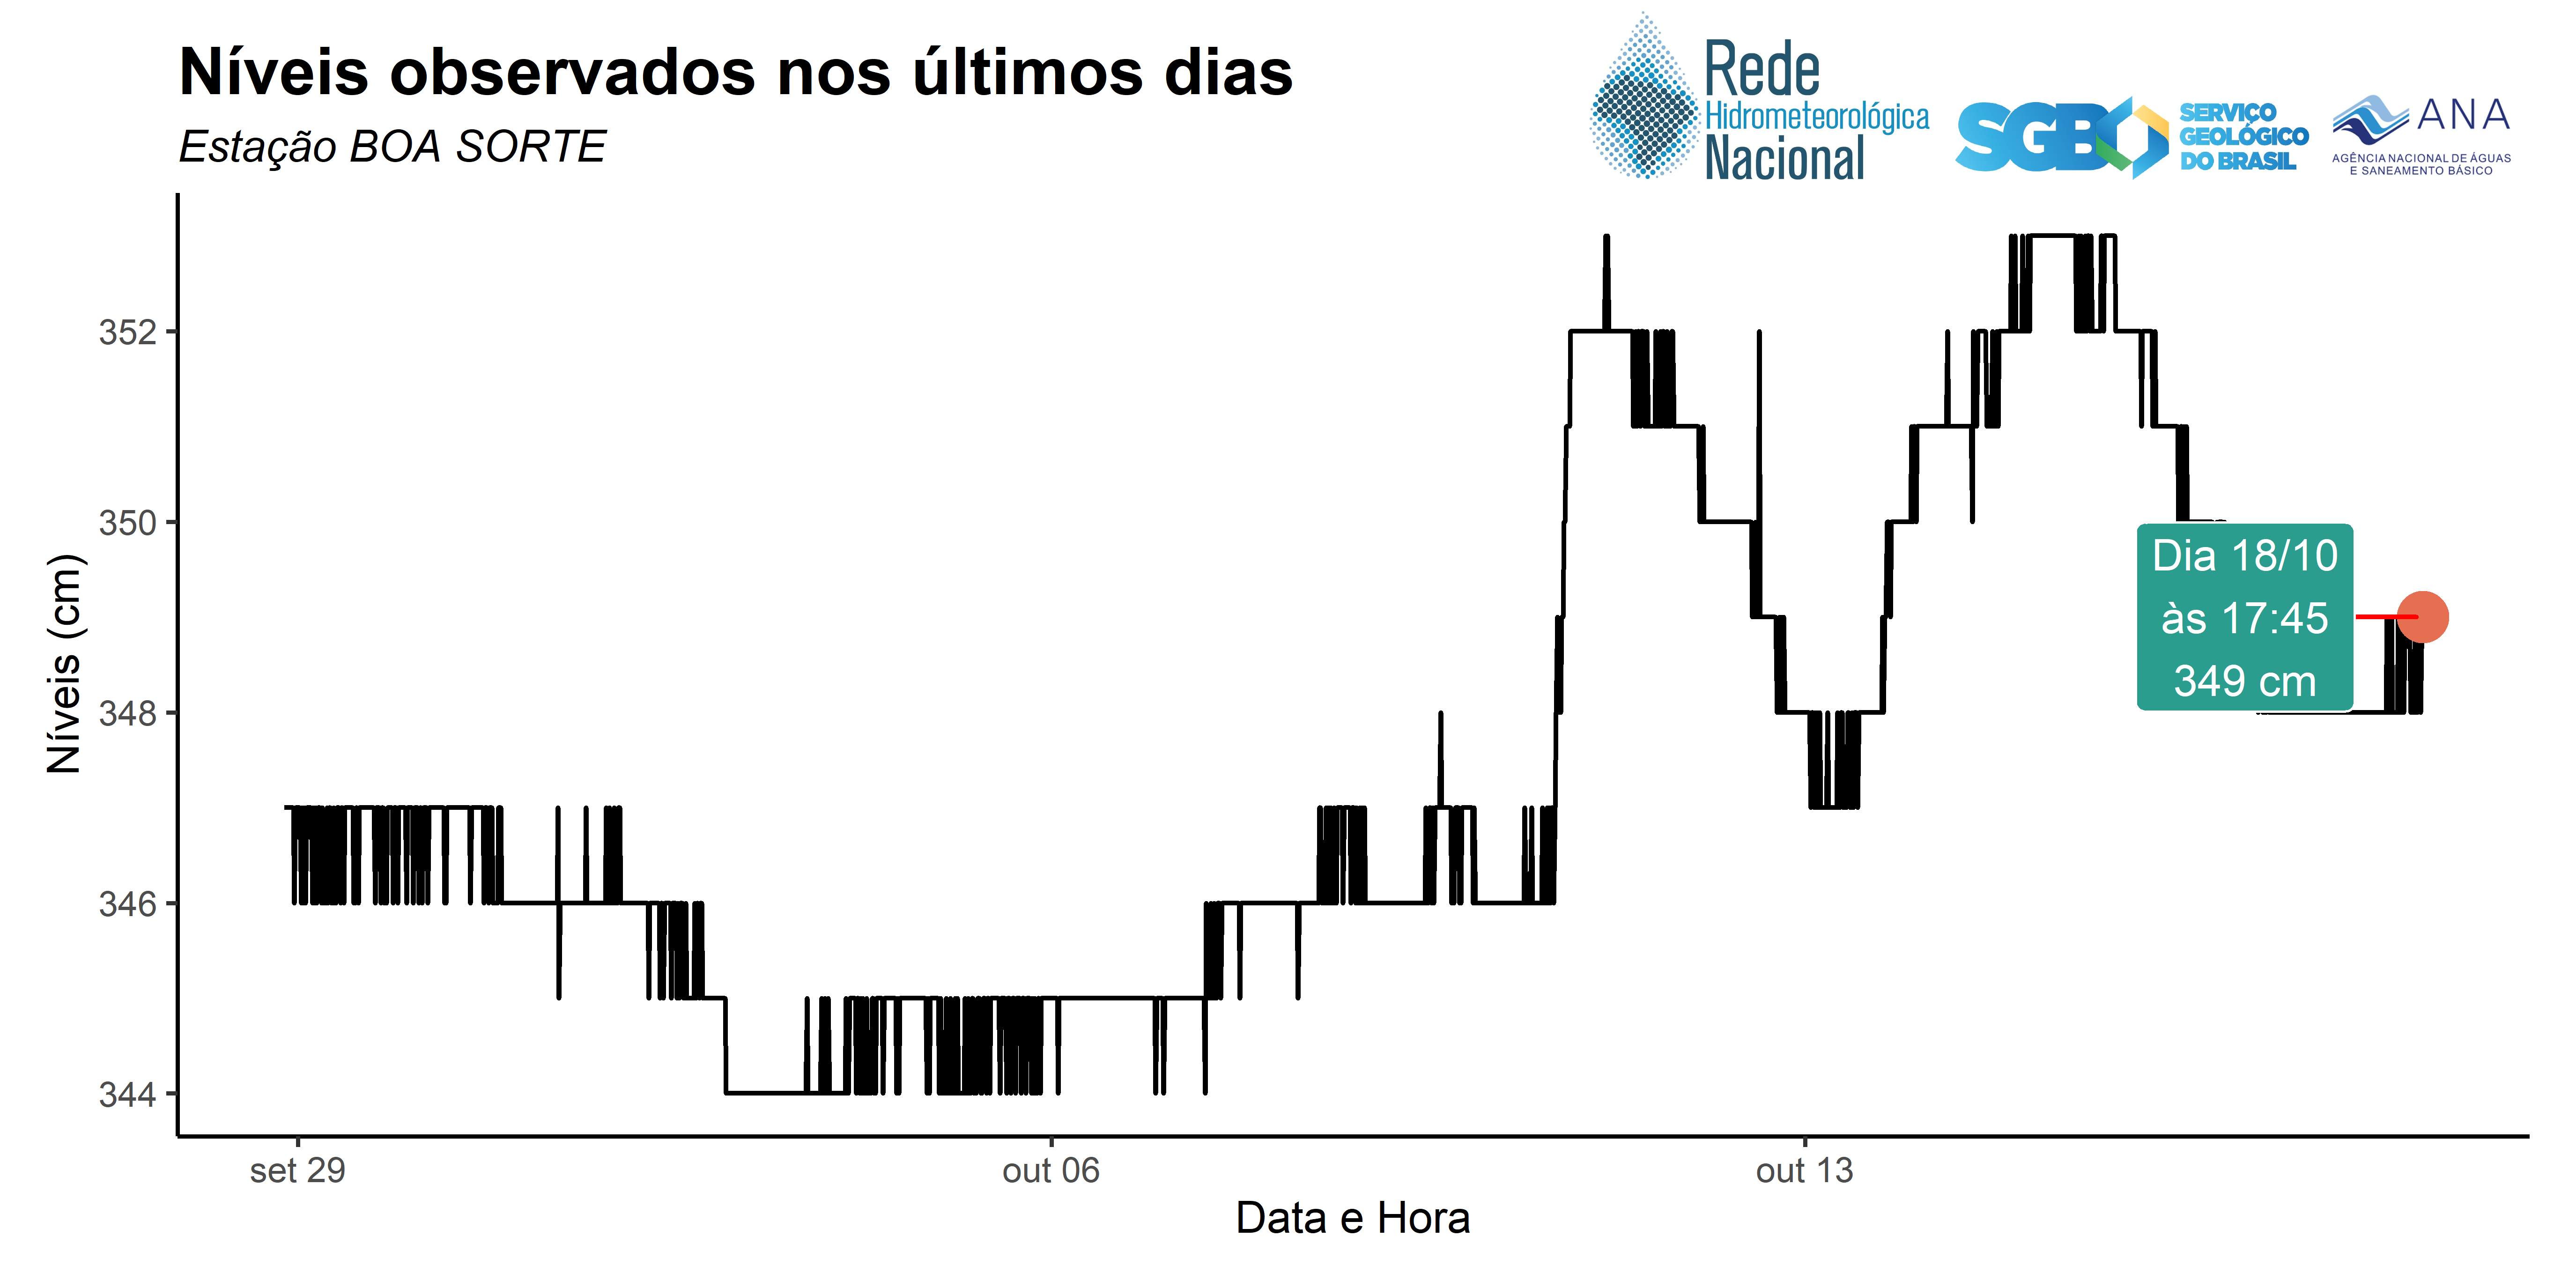 Níveis observados nos últimos dias
Estação BOA SORTE
Rede
Hidrometeorológica
Nacional
SGB
SERVIÇO
GEOLÓGICO
DO BRASIL
ANA
AGÊNCIA NACIONAL DE ÁGUAS
E SANEAMENTO BÁSICO
Níveis (cm)
352
350
348
346
344
Dia 18/10
às 17:45
349 cm
set 29
out 06
out 13
Data e Hora